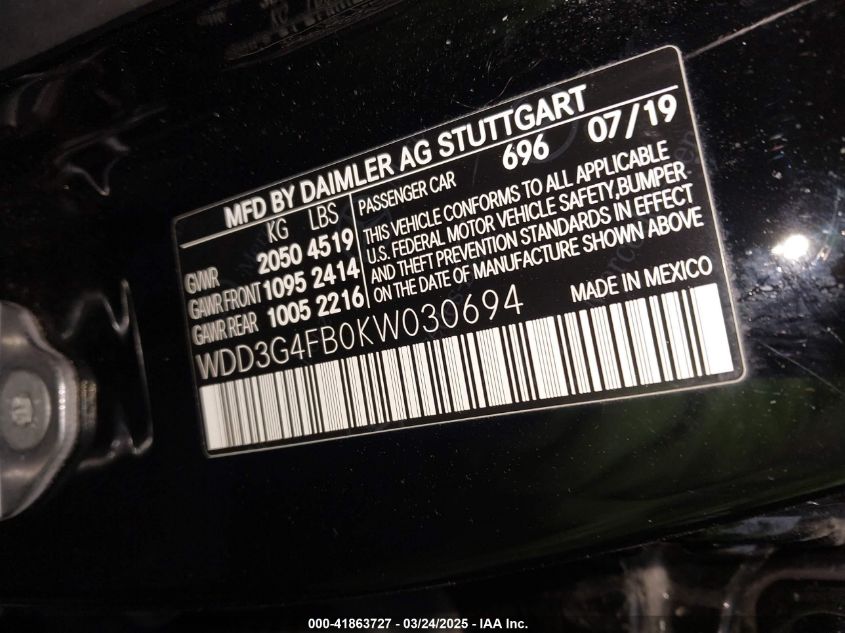 MFD BY DAIMLER AG STUTTGART
KG LBS
GVWR 2050 4519
GAWR FRONT 1095 2414
GAWR REAR 1005 2216
PASSENGER CAR 696 07/19
THIS VEHICLE CONFORMS TO ALL APPLICABLE
U.S. FEDERAL MOTOR VEHICLE SAFETY, BUMPER
AND THEFT PREVENTION STANDARDS IN EFFECT
ON THE DATE OF MANUFACTURE SHOWN ABOVE
WDD3G4FB0KW030694 MADE IN MEXICO
000-41863727 - 03/24/2025 - IAA Inc.